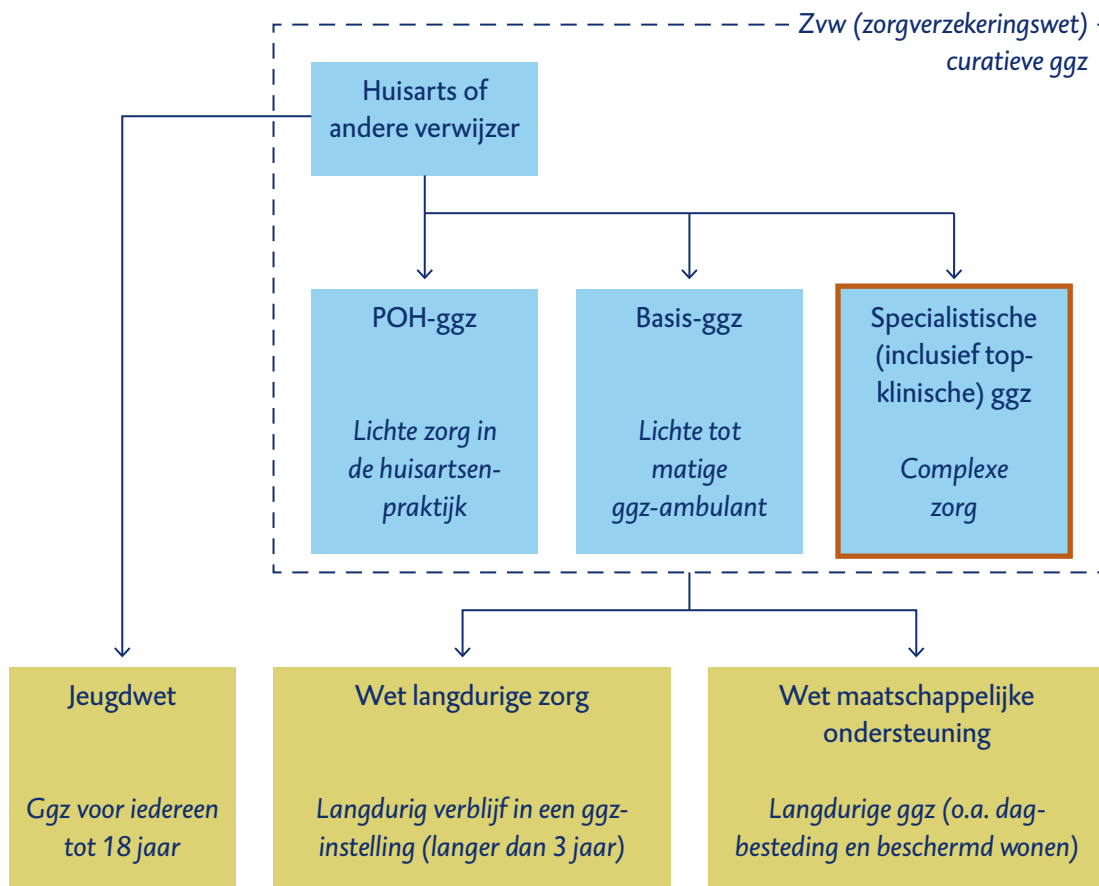 Zvw (zorgverzekeringswet)
curatieve ggz
Huisarts of
andere verwijzer
POH-ggz
Lichte zorg in
de huisartsen-
praktijk
Basis-ggz
Lichte tot
matige
ggz-ambulant
Specialistische
(inclusief top-
klinische) ggz
Complexe
zorg
Jeugdwet
Ggz voor iedereen
tot 18 jaar
Wet langdurige zorg
Langdurig verblijf in een ggz-
instelling (langer dan 3 jaar)
Wet maatschappelijke
ondersteuning
Langdurige ggz (o.a. dag-
besteding en beschermd wonen)